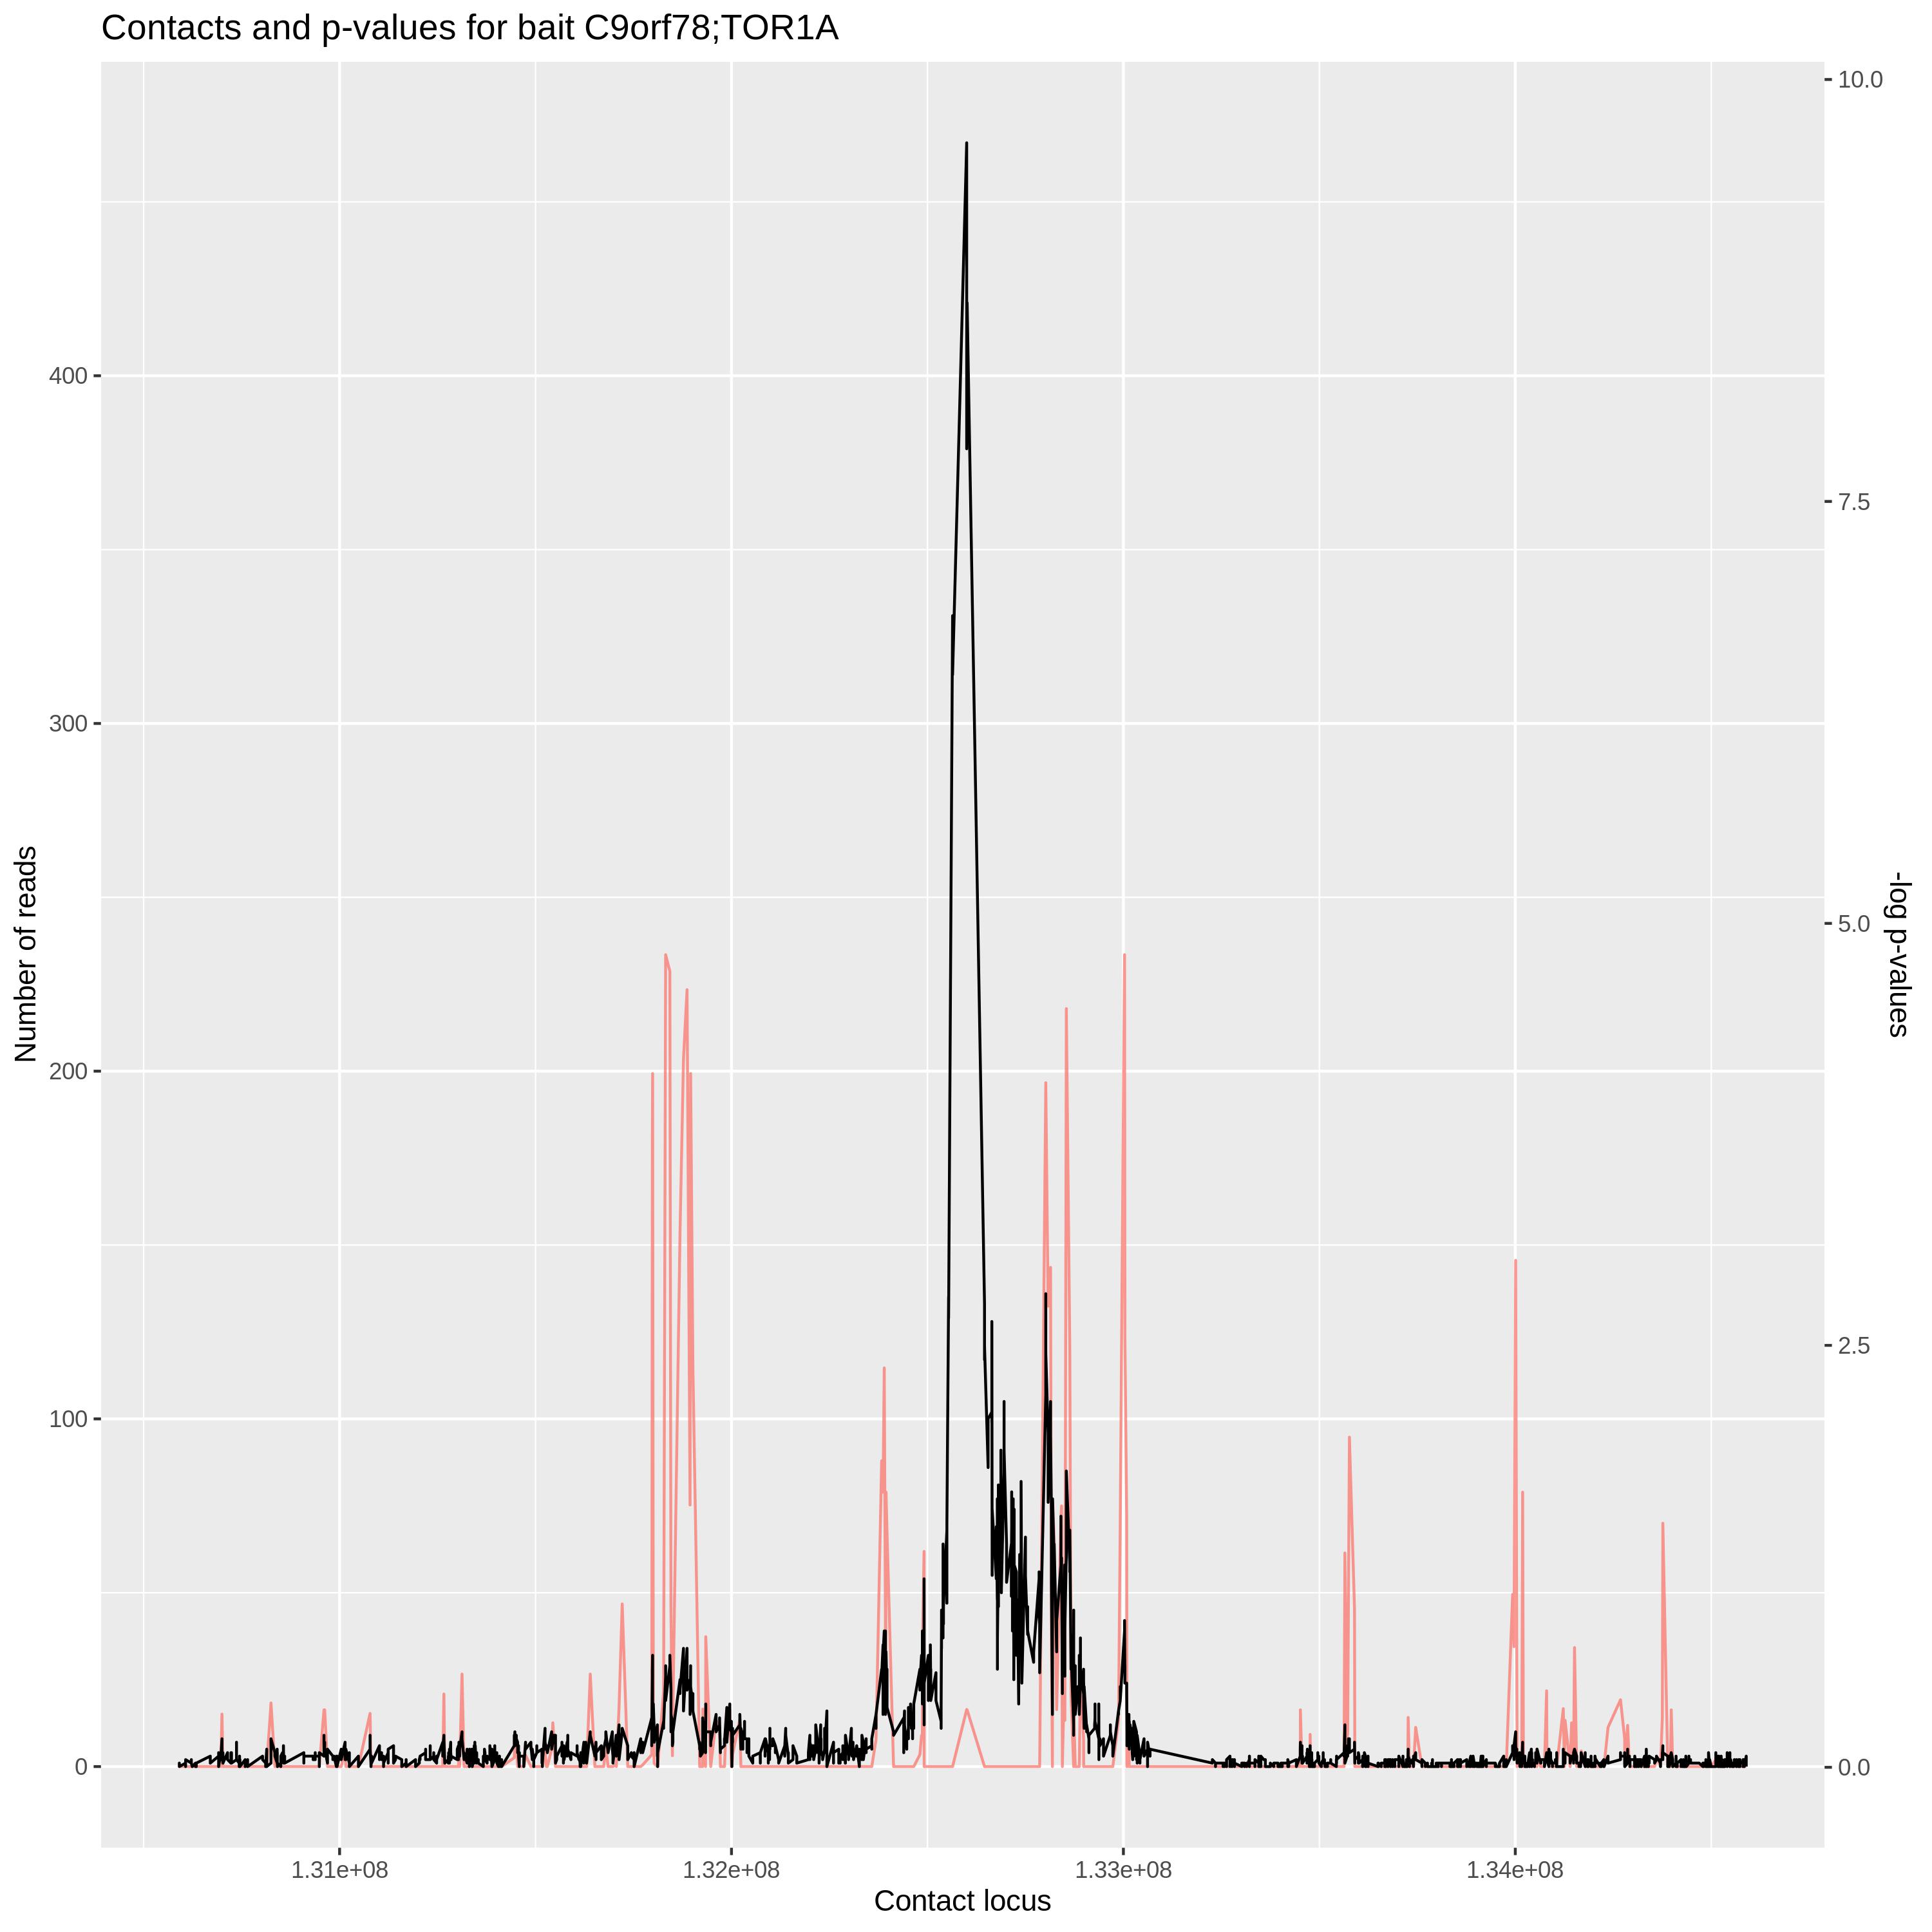 Contacts and p-values for bait C9orf78;TOR1A
10.0
7.5
5.0
2.5
0.0
-log p-values
400
300
200
100
0
Number of reads
1.31e+08 1.32e+08 1.33e+08 1.34e+08
Contact locus